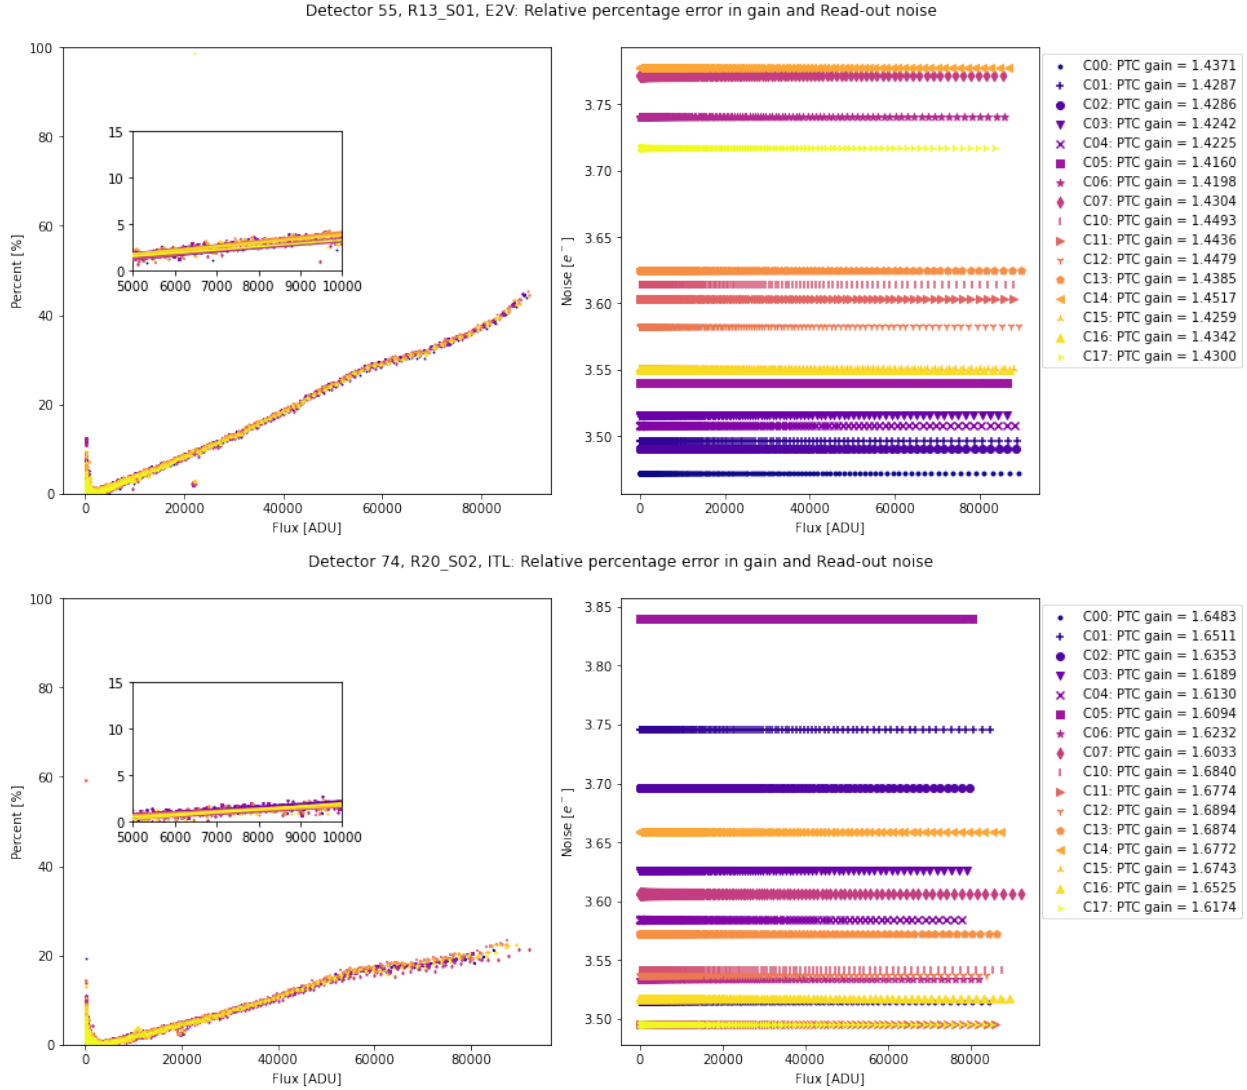 Detector 55, R13_S01, E2V: Relative percentage error in gain and Read-out noise
100
80
60
40
20
0
Percent [%]
15
10
5
0
5000 6000 7000 8000 9000 10000
0 20000 40000 60000 80000
Flux [ADU]
3.75
3.70
3.65
3.60
3.55
3.50
Noise [e⁻]
0 20000 40000 60000 80000
Flux [ADU]
C00: PTC gain = 1.4371
C01: PTC gain = 1.4287
C02: PTC gain = 1.4286
C03: PTC gain = 1.4242
C04: PTC gain = 1.4225
C05: PTC gain = 1.4160
C06: PTC gain = 1.4198
C07: PTC gain = 1.4304
C10: PTC gain = 1.4493
C11: PTC gain = 1.4436
C12: PTC gain = 1.4479
C13: PTC gain = 1.4385
C14: PTC gain = 1.4517
C15: PTC gain = 1.4259
C16: PTC gain = 1.4342
C17: PTC gain = 1.4300
Detector 74, R20_S02, ITL: Relative percentage error in gain and Read-out noise
100
80
60
40
20
0
Percent [%]
15
10
5
0
5000 6000 7000 8000 9000 10000
0 20000 40000 60000 80000
Flux [ADU]
3.85
3.80
3.75
3.70
3.65
3.60
3.55
3.50
Noise [e⁻]
0 20000 40000 60000 80000
Flux [ADU]
C00: PTC gain = 1.6483
C01: PTC gain = 1.6511
C02: PTC gain = 1.6353
C03: PTC gain = 1.6189
C04: PTC gain = 1.6130
C05: PTC gain = 1.6094
C06: PTC gain = 1.6232
C07: PTC gain = 1.6033
C10: PTC gain = 1.6840
C11: PTC gain = 1.6774
C12: PTC gain = 1.6894
C13: PTC gain = 1.6874
C14: PTC gain = 1.6772
C15: PTC gain = 1.6743
C16: PTC gain = 1.6525
C17: PTC gain = 1.6174